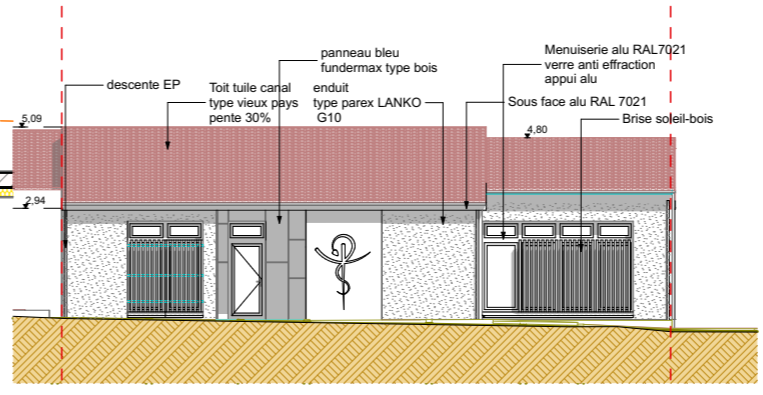 panneau bleu
fundermax type bois
Menuiserie alu RAL7021
verre anti effraction
appui alu
descente EP
Toit tuile canal
type vieux pays
pente 30%
enduit
type parex LANKO
G10
Sous face alu RAL 7021
Brise soleil-bois
5,09
4,80
2,94